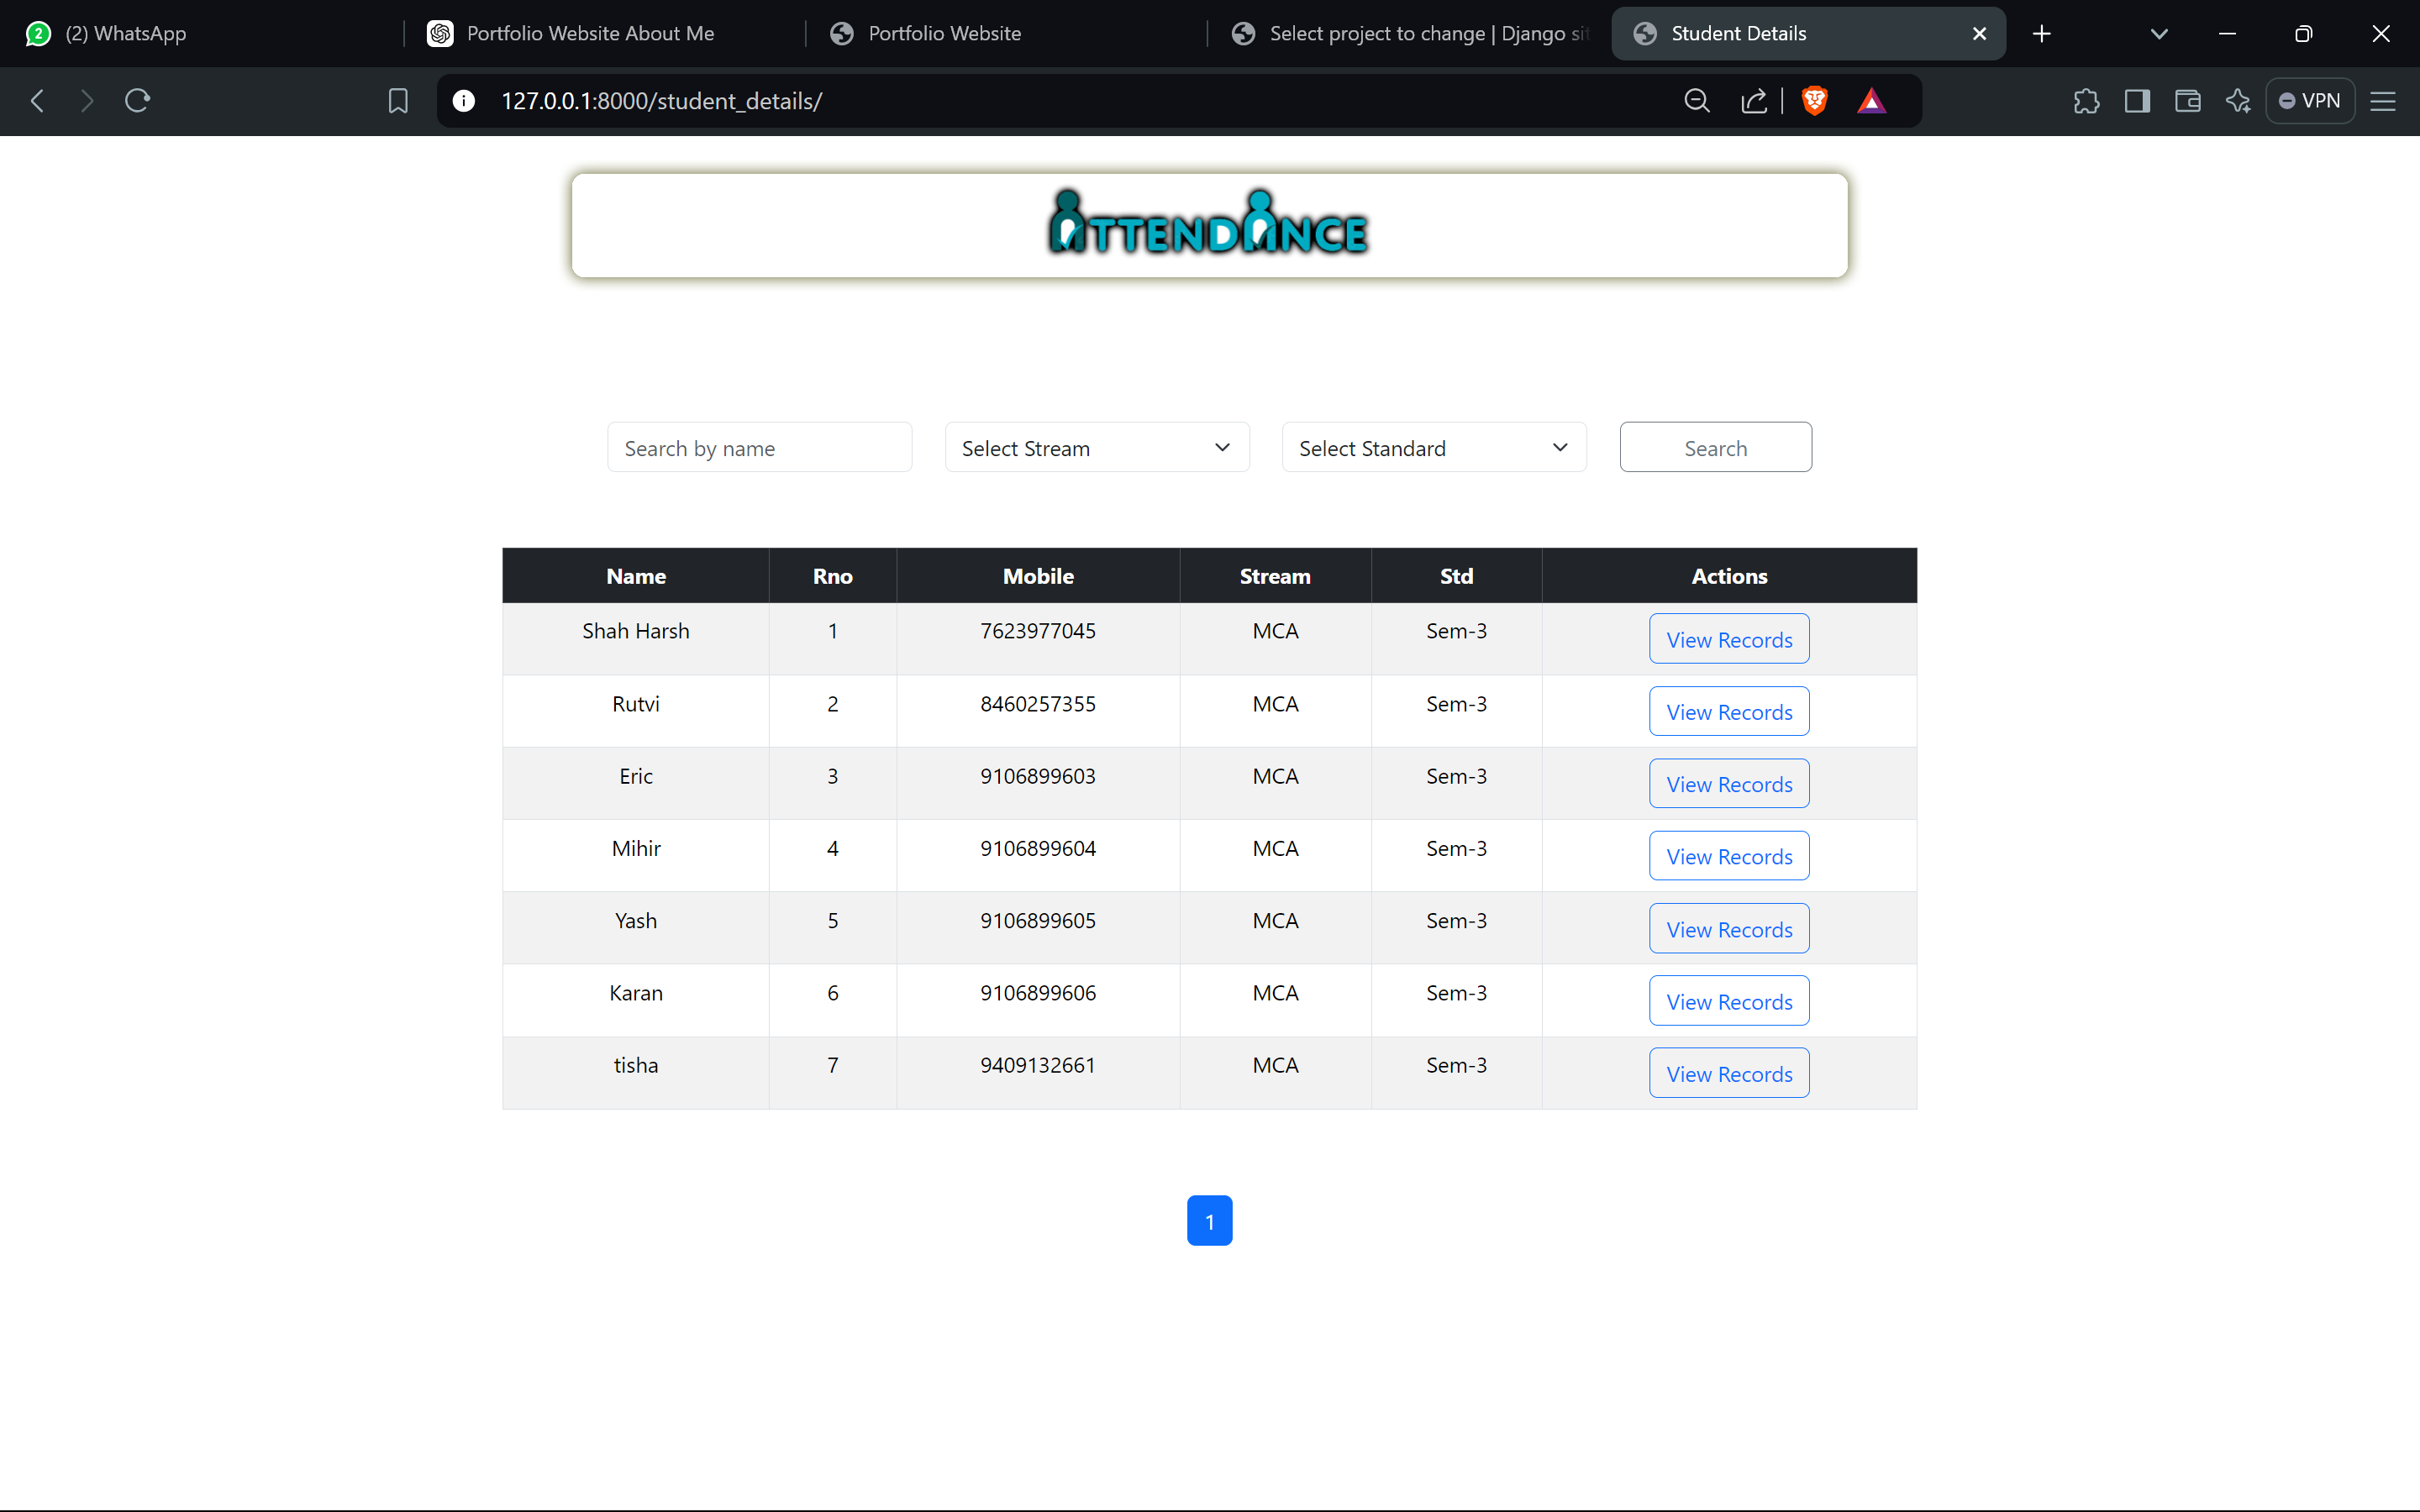 2 (2) WhatsApp Portfolio Website About Me Portfolio Website Select project to change | Django sit Student Details
127.0.0.1:8000/student_details/ VPN
ATTENDANCE
Search by name Select Stream Select Standard Search
Name Rno Mobile Stream Std Actions
Shah Harsh 1 7623977045 MCA Sem-3 View Records
Rutvi 2 8460257355 MCA Sem-3 View Records
Eric 3 9106899603 MCA Sem-3 View Records
Mihir 4 9106899604 MCA Sem-3 View Records
Yash 5 9106899605 MCA Sem-3 View Records
Karan 6 9106899606 MCA Sem-3 View Records
tisha 7 9409132661 MCA Sem-3 View Records
1